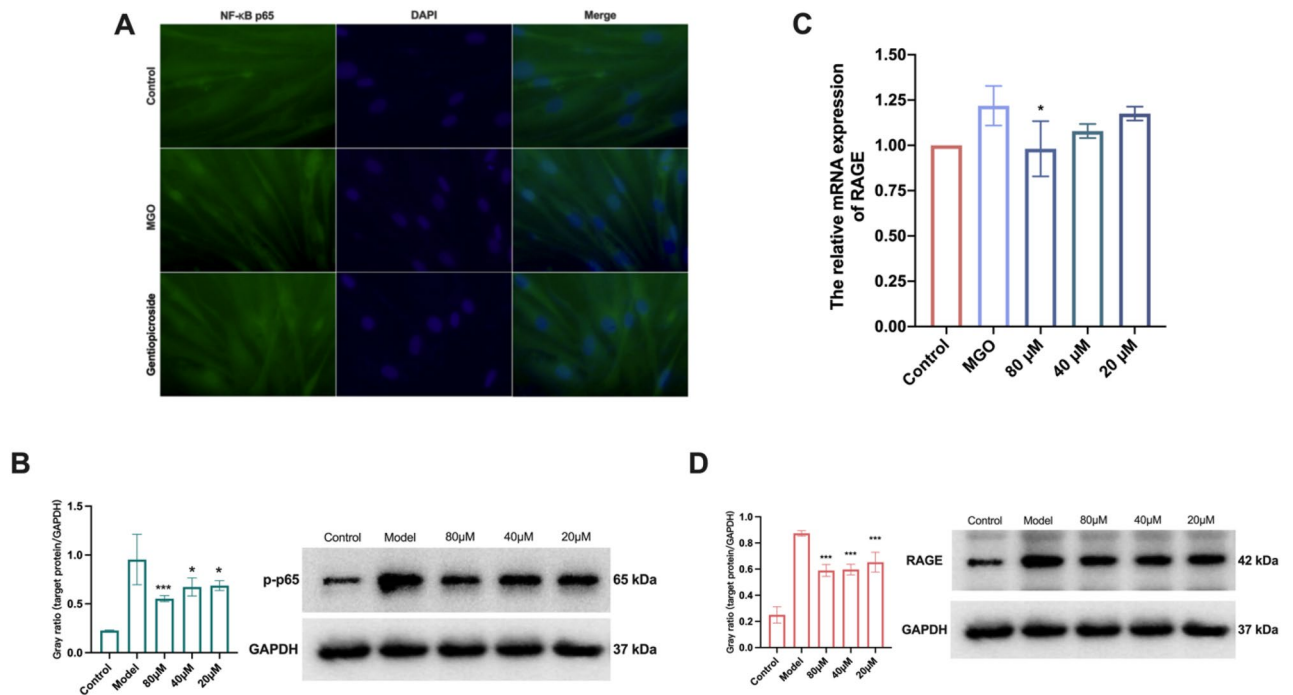 A
NF-κB p65 DAPI Merge
Control
MGO
Gentiopicroside
C
The relative mRNA expression
of RAGE
1.50
1.25
1.00
0.75
0.50
0.25
0.00
*
Control MGO 80 μM 40 μM 20 μM
B
Gray ratio (target protein/GAPDH)
1.5
1.0
0.5
0.0
*** * *
Control Model 80μM 40μM 20μM
Control Model 80μM 40μM 20μM
p-p65 65 kDa
GAPDH 37 kDa
D
Gray ratio (target protein/GAPDH)
1.0
0.8
0.6
0.4
0.2
0.0
*** *** ***
Control Model 80μM 40μM 20μM
Control Model 80μM 40μM 20μM
RAGE 42 kDa
GAPDH 37 kDa